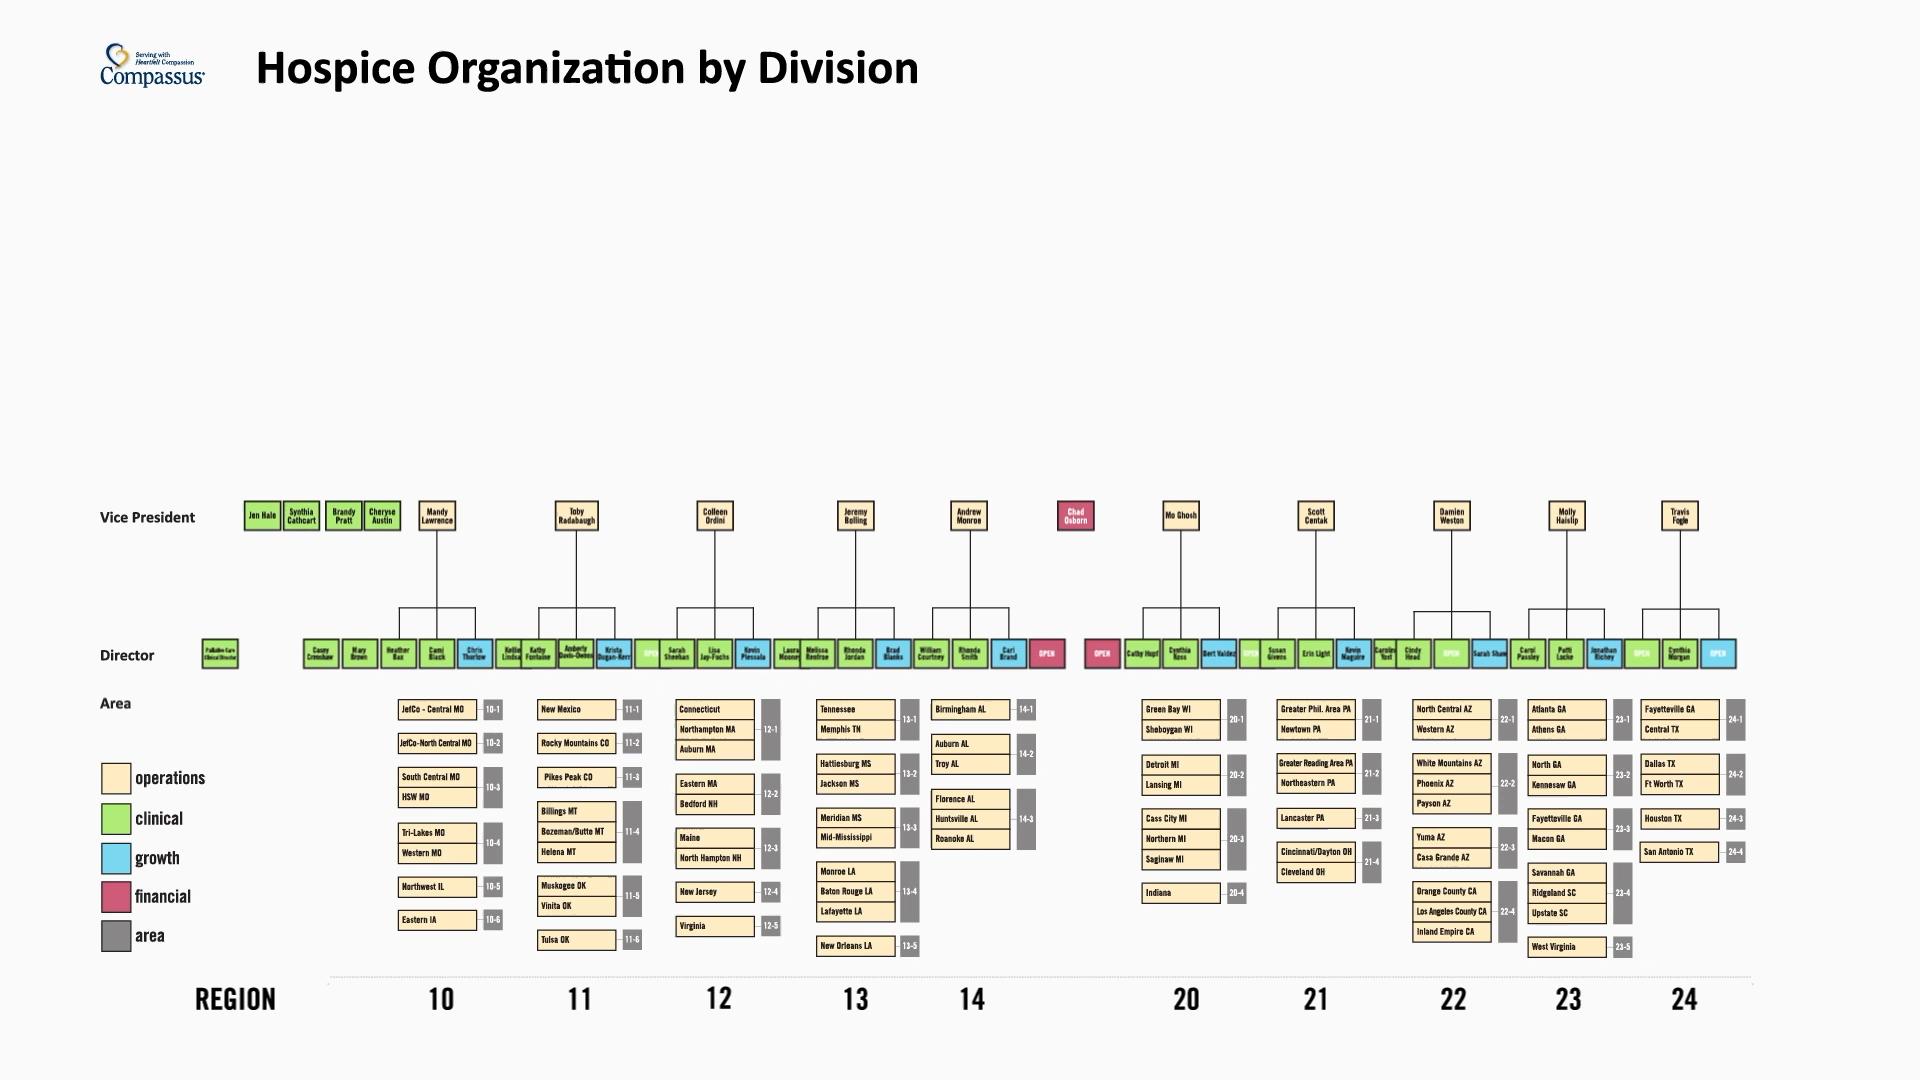 Serving with
Heartfelt Compassion
Compassus
Hospice Organization by Division
Vice President
Jen Hale
Synthia
Cathcart
Brandy
Pratt
Cheryse
Austin
Mandy
Lawrence
Toby
Radabaugh
Colleen
Ordini
Jeremy
Bolling
Andrew
Monroe
Chad
Osborn
Mo Ghosh
Scott
Centak
Damien
Weston
Molly
Haislip
Travis
Fogle
Director
Palliative Care
Clinical Director
Casey
Crenshaw
Mary
Brown
Heather
Bax
Cami
Black
Chris
Thurlow
Kellie
Kathy
Fontaine
Krista
Dugan-Kerr
OPEN
Sarah
Sheehan
Lisa
Jay-Fuchs
Kevin
Plessala
Laura
Melissa
Renfroe
Rhonda
Jordan
Brad
Blanks
William
Courtney
Rhonda
Smith
Cari
Brand
OPEN
OPEN
Cathy Hupf
Cynthia
Ross
Bert Valdez
OPEN
Susan
Givens
Erin Light
Kevin
Maguire
Cindy
Head
OPEN
Sarah Shaw
Carol
Passley
Patti
Locke
Jonathan
Richey
OPEN
Cynthia
Morgan
OPEN
Area
JefCo - Central MO
10-1
JefCo-North Central MO
10-2
South Central MO
HSW MO
10-3
Tri-Lakes MO
Western MO
10-4
Northwest IL
10-5
Eastern IA
10-6
New Mexico
11-1
Rocky Mountains CO
11-2
Pikes Peak CO
11-3
Billings MT
Bozeman/Butte MT
Helena MT
11-4
Muskogee OK
Vinita OK
11-5
Tulsa OK
11-6
Connecticut
Northampton MA
Auburn MA
12-1
Eastern MA
Bedford NH
12-2
Maine
North Hampton NH
12-3
New Jersey
12-4
Virginia
12-5
Tennessee
Memphis TN
13-1
Hattiesburg MS
Jackson MS
13-2
Meridian MS
Mid-Mississippi
13-3
Monroe LA
Baton Rouge LA
Lafayette LA
13-4
New Orleans LA
13-5
Birmingham AL
14-1
Auburn AL
Troy AL
14-2
Florence AL
Huntsville AL
Roanoke AL
14-3
Green Bay WI
Sheboygan WI
20-1
Detroit MI
Lansing MI
20-2
Cass City MI
Northern MI
Saginaw MI
20-3
Indiana
20-4
Greater Phil. Area PA
Newtown PA
21-1
Greater Reading Area PA
Northeastern PA
21-2
Lancaster PA
21-3
Cincinnati/Dayton OH
Cleveland OH
21-4
North Central AZ
Western AZ
22-1
White Mountains AZ
Phoenix AZ
Payson AZ
22-2
Yuma AZ
Casa Grande AZ
22-3
Orange County CA
Los Angeles County CA
Inland Empire CA
22-4
Atlanta GA
Athens GA
23-1
North GA
Kennesaw GA
23-2
Fayetteville GA
Macon GA
23-3
Savannah GA
Ridgeland SC
Upstate SC
23-4
West Virginia
23-5
Fayetteville GA
Central TX
24-1
Dallas TX
Ft Worth TX
24-2
Houston TX
24-3
San Antonio TX
24-4
operations
clinical
growth
financial
area
REGION
10
11
12
13
14
20
21
22
23
24